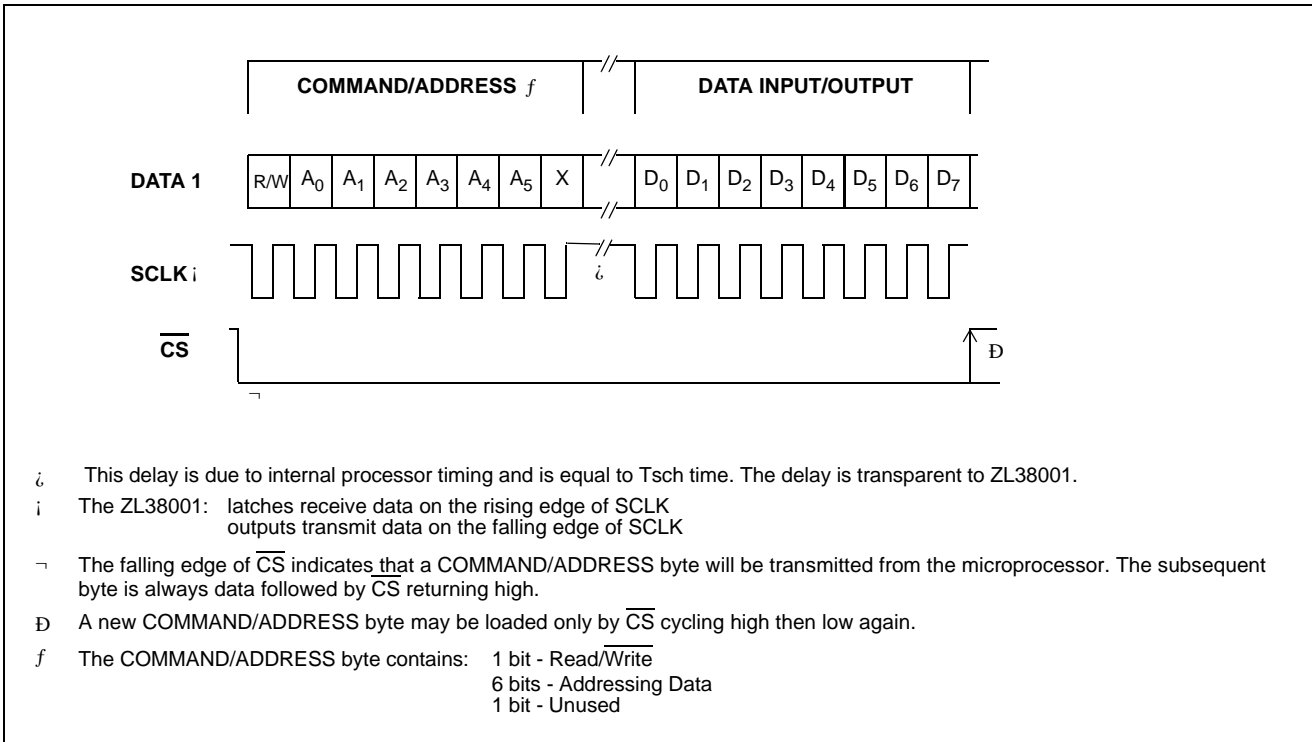 COMMAND/ADDRESS ƒ // DATA INPUT/OUTPUT
DATA 1 R/W A₀ A₁ A₂ A₃ A₄ A₅ X // D₀ D₁ D₂ D₃ D₄ D₅ D₆ D₇
//
SCLK ¡ //
¿
C̅S̅ Ð
¬
¿ This delay is due to internal processor timing and is equal to Tsch time. The delay is transparent to ZL38001.
¡ The ZL38001: latches receive data on the rising edge of SCLK
outputs transmit data on the falling edge of SCLK
¬ The falling edge of C̅S̅ indicates that a COMMAND/ADDRESS byte will be transmitted from the microprocessor. The subsequent
byte is always data followed by C̅S̅ returning high.
Ð A new COMMAND/ADDRESS byte may be loaded only by C̅S̅ cycling high then low again.
ƒ The COMMAND/ADDRESS byte contains: 1 bit - Read/W̅r̅i̅t̅e̅
6 bits - Addressing Data
1 bit - Unused